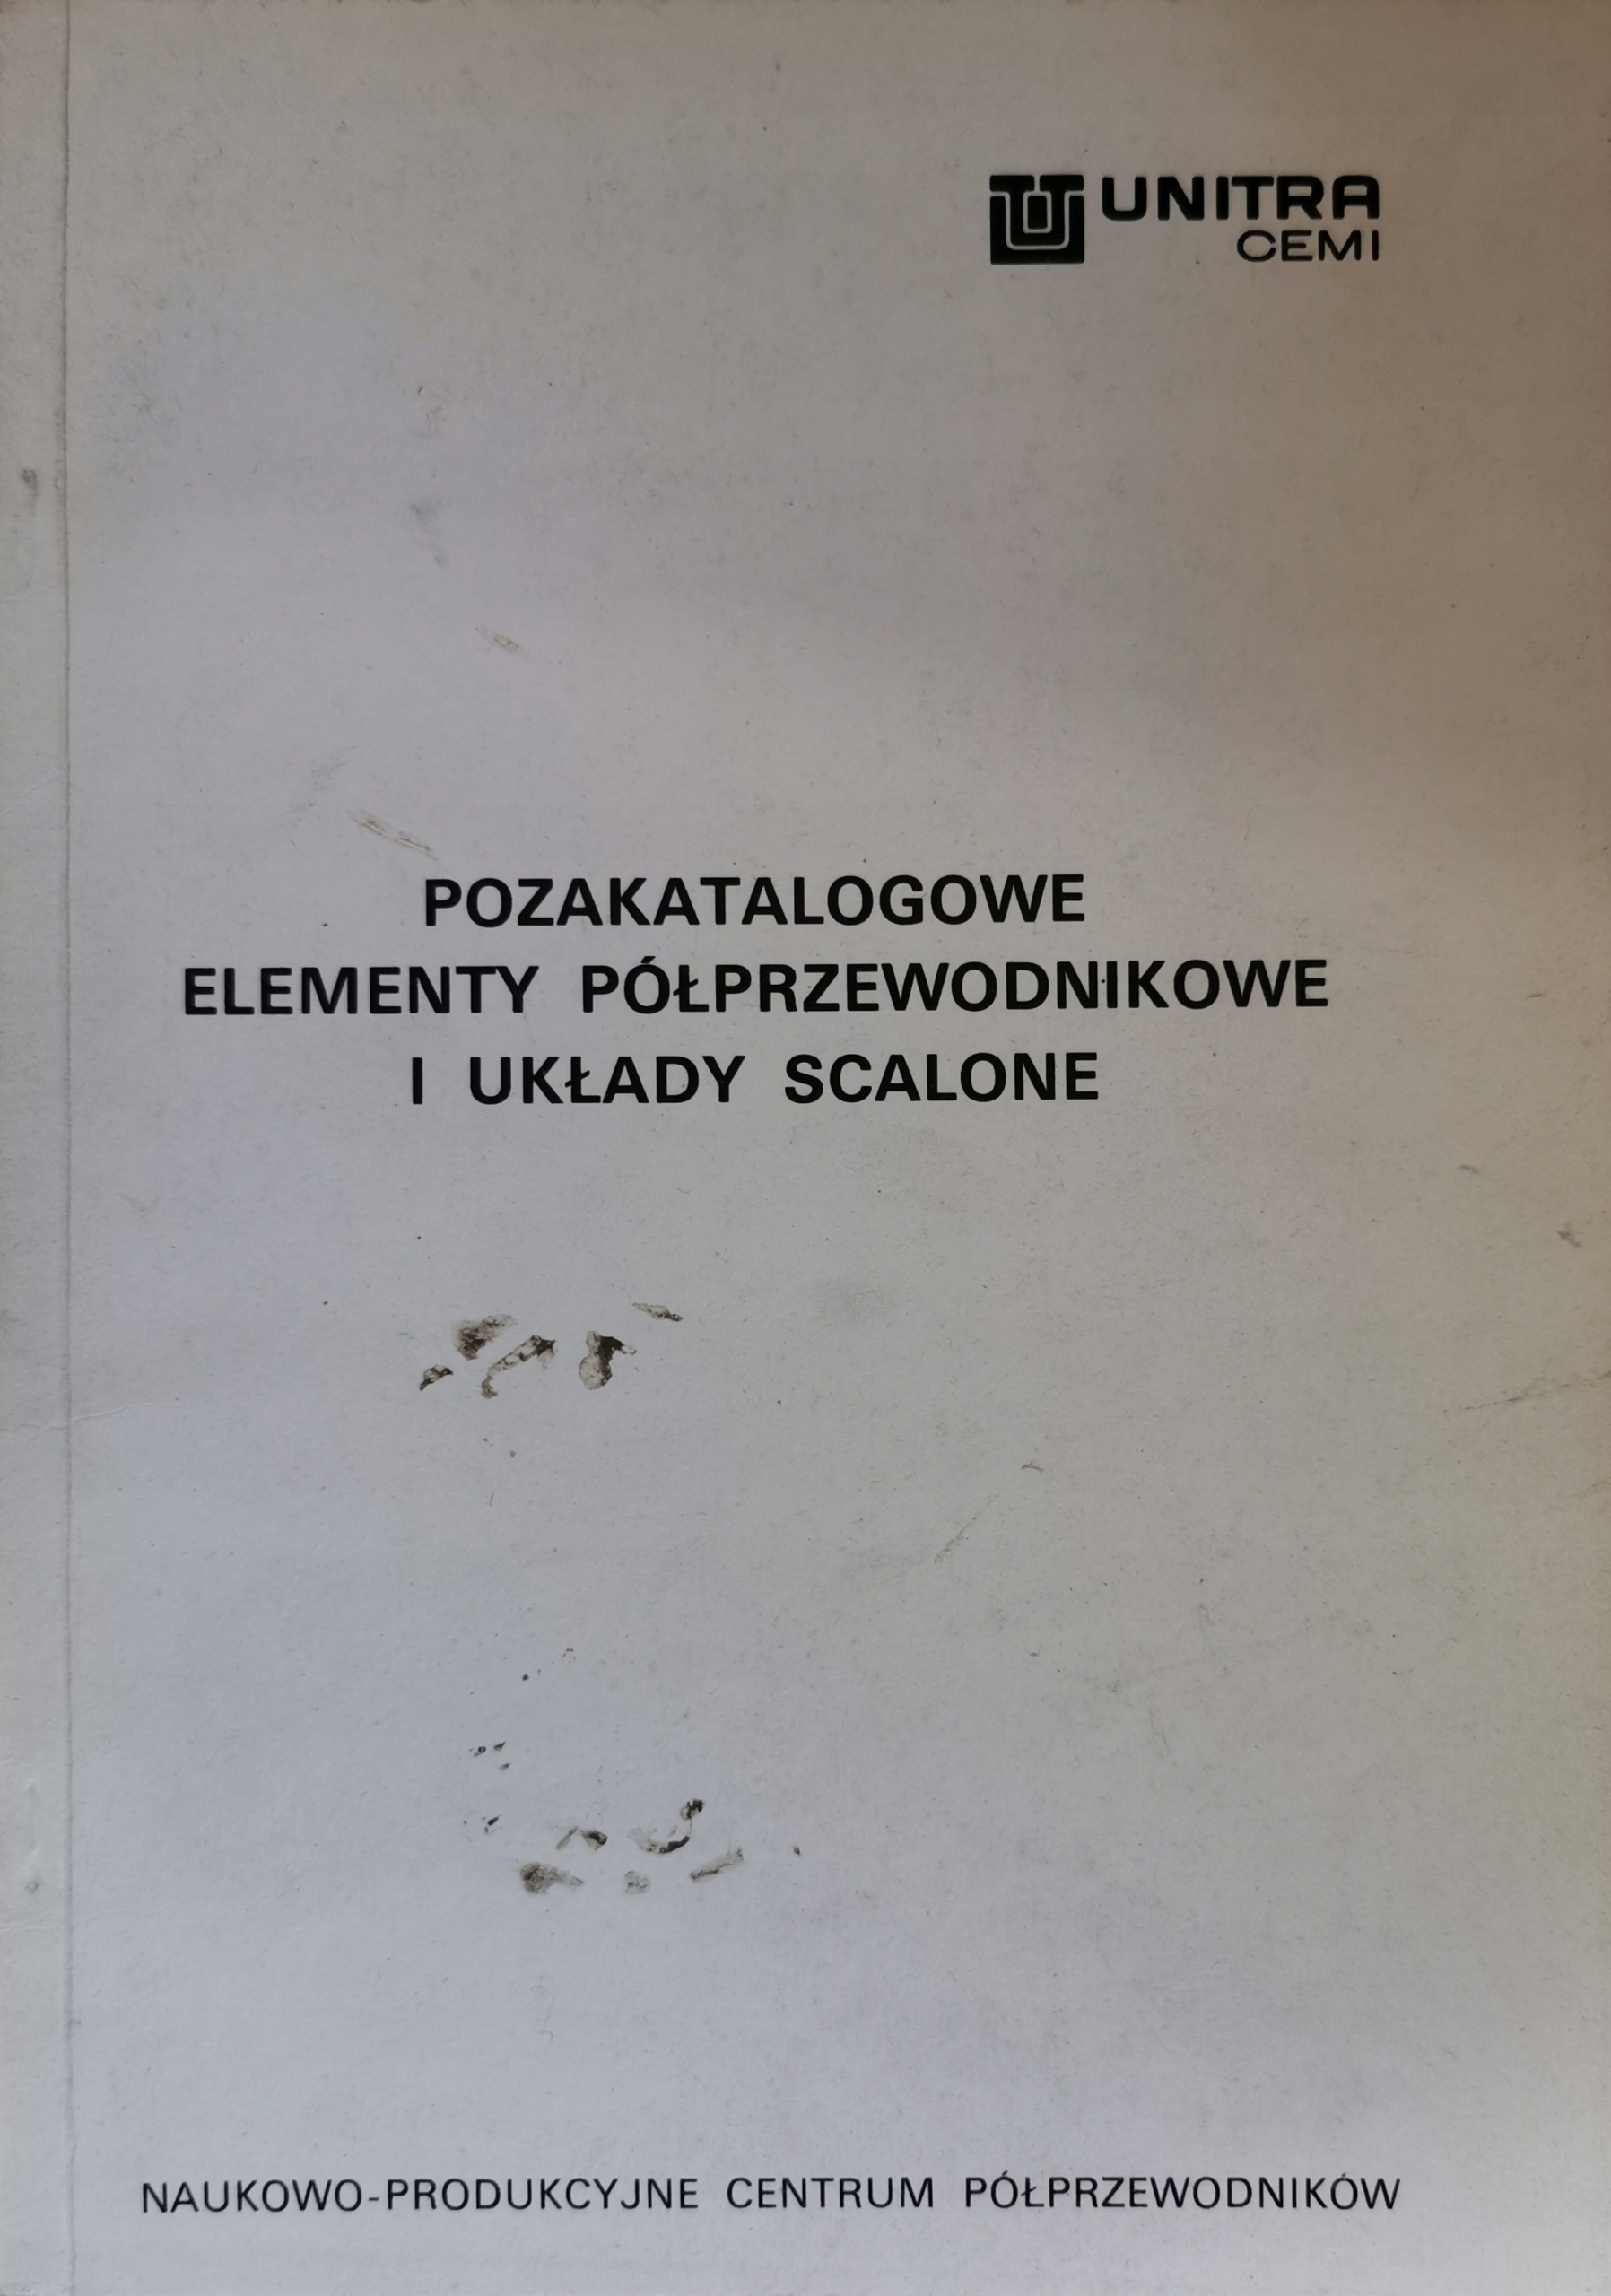 UNITRA
CEMI
POZAKATALOGOWE
ELEMENTY PÓŁPRZEWODNIKOWE
I UKŁADY SCALONE
NAUKOWO-PRODUKCYJNE CENTRUM PÓŁPRZEWODNIKÓW